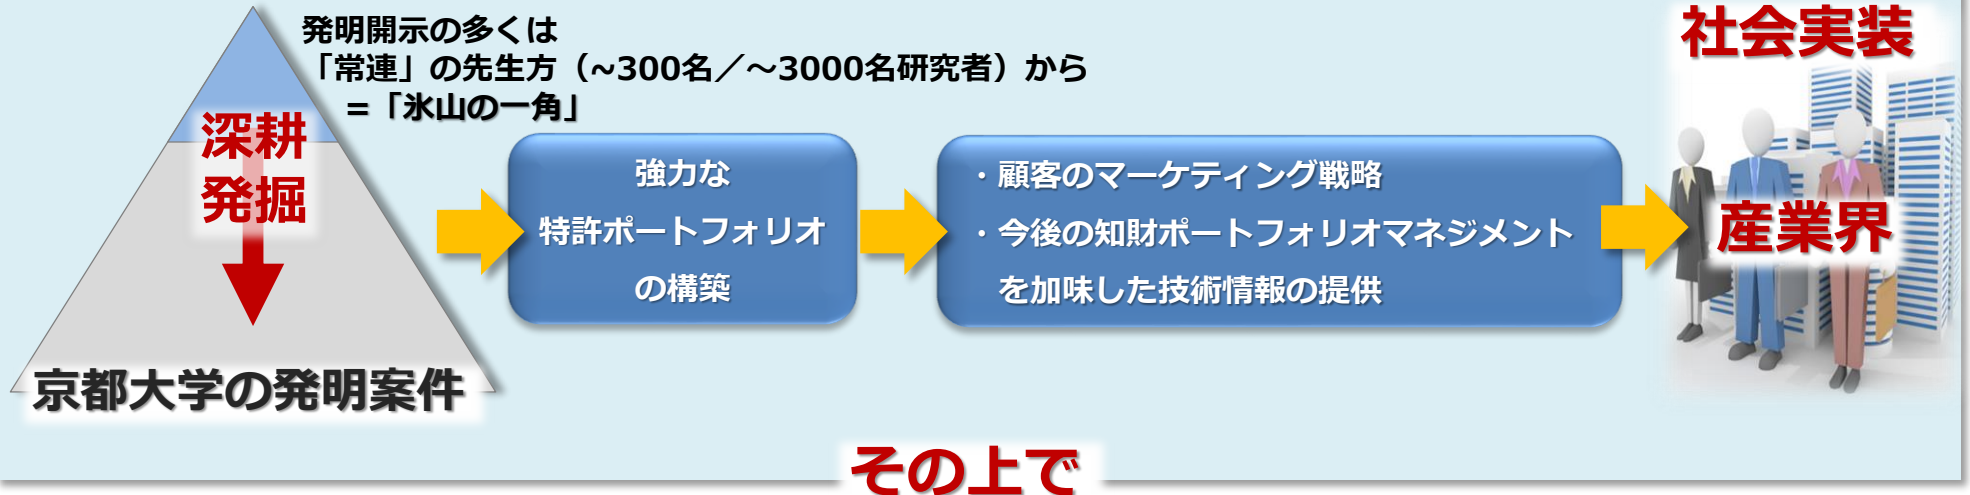 発明開示の多くは
「常連」の先生方（~300名／～3000名研究者）から
=「氷山の一角」
深耕
発掘
京都大学の発明案件
強力な
特許ポートフォリオ
の構築
・顧客のマーケティング戦略
・今後の知財ポートフォリオマネジメント
を加味した技術情報の提供
社会実装
産業界
その上で